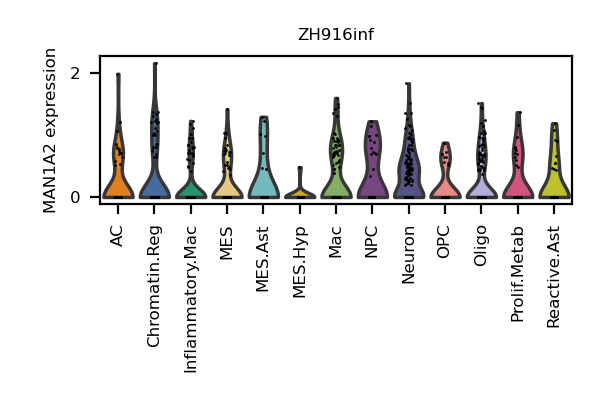 ZH916inf
MAN1A2 expression
2
0
AC
Chromatin.Reg
Inflammatory.Mac
MES
MES.Ast
MES.Hyp
Mac
NPC
Neuron
OPC
Oligo
Prolif.Metab
Reactive.Ast